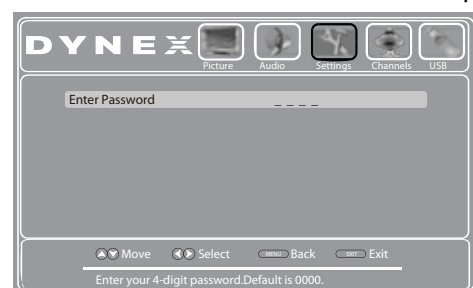 DYNEX
Picture Audio Settings Channels USB
Enter Password _ _ _ _
Move Select MENU Back EXIT Exit
Enter your 4-digit password.Default is 0000.